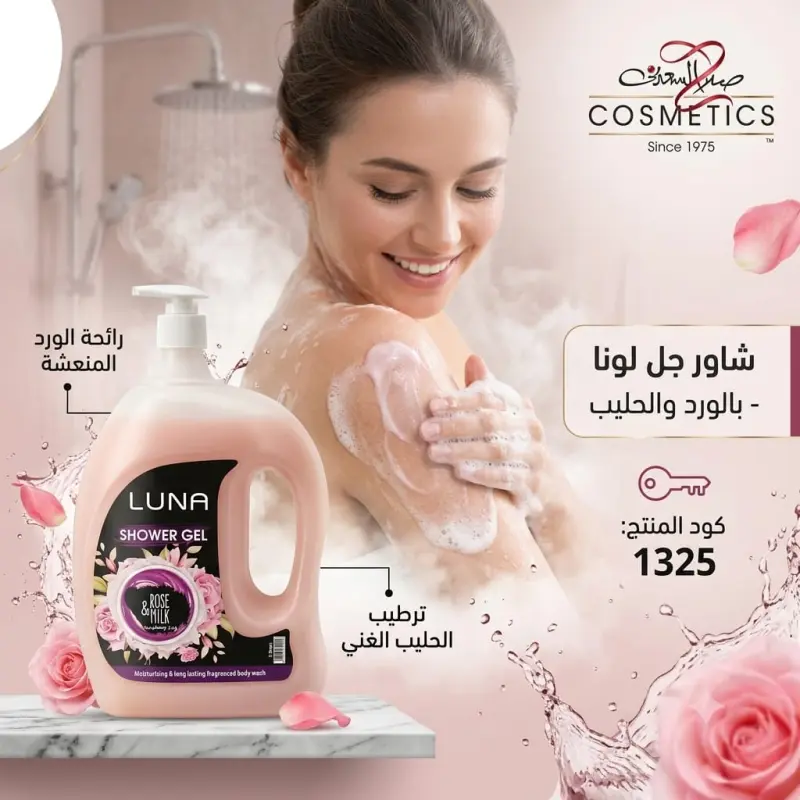 COSMETICS
Since 1975
TM
رائحة الورد
المنعشة
شاور جل لونا
- بالورد والحليب
كود المنتج:
1325
LUNA
SHOWER GEL
ROSE
&
MILK
Moisturising & long lasting fragranced body wash
ترطيب
الحليب الغني